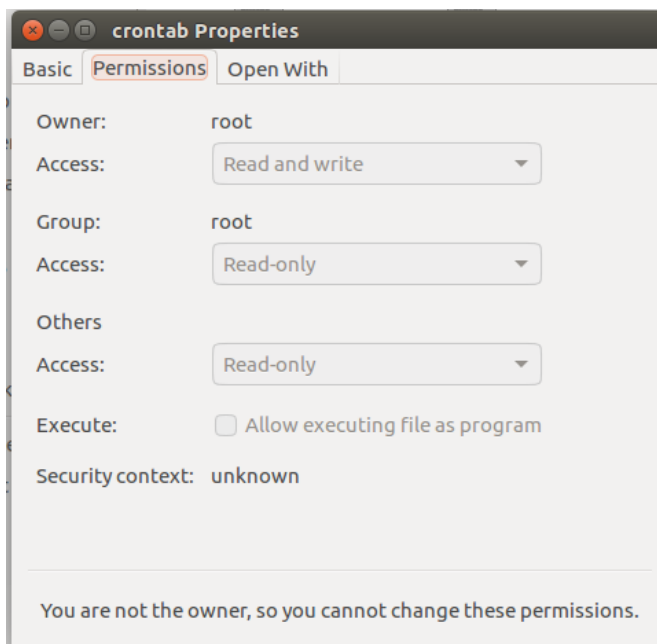 crontab Properties
Basic Permissions Open With
Owner: root
Access: Read and write
Group: root
Access: Read-only
Others
Access: Read-only
Execute: Allow executing file as program
Security context: unknown
You are not the owner, so you cannot change these permissions.